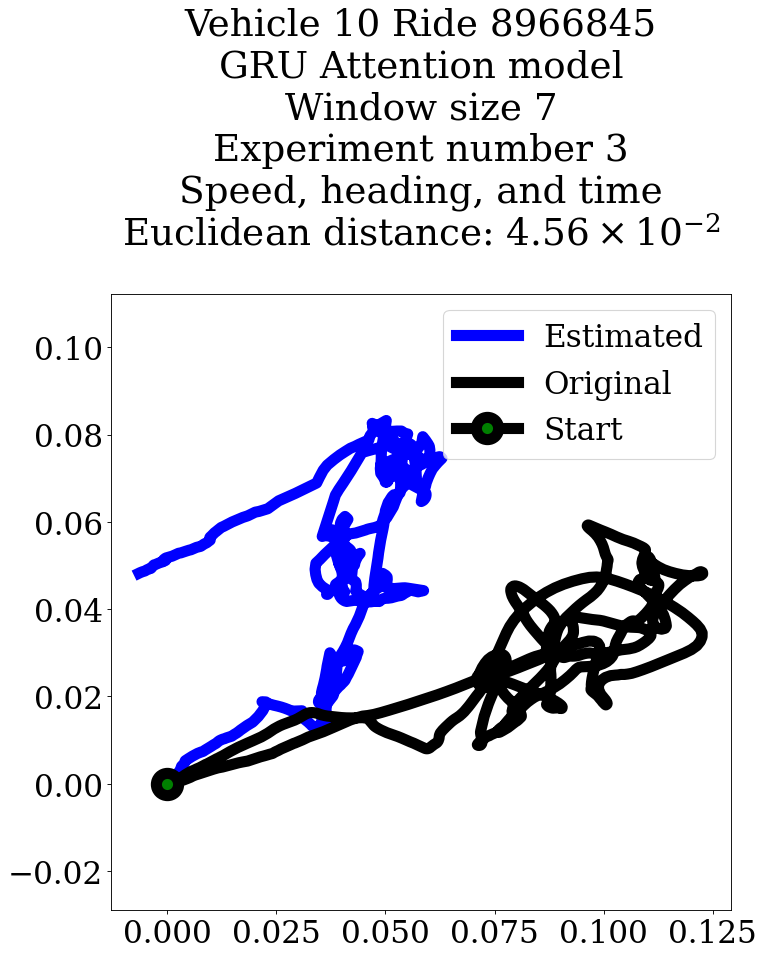 Vehicle 10 Ride 8966845
GRU Attention model
Window size 7
Experiment number 3
Speed, heading, and time
Euclidean distance: 4.56 × 10⁻²
Estimated
Original
Start
0.10
0.08
0.06
0.04
0.02
0.00
−0.02
0.000 0.025 0.050 0.075 0.100 0.125